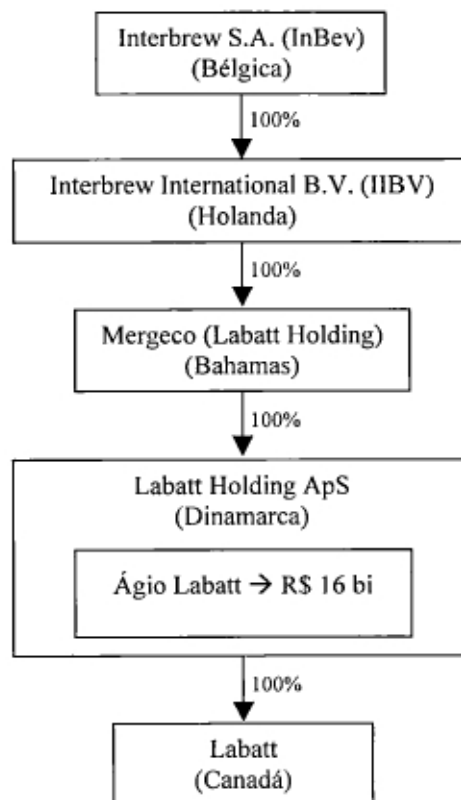 Interbrew S.A. (InBev)
(Bélgica)
100%
Interbrew International B.V. (IIBV)
(Holanda)
100%
Mergeco (Labatt Holding)
(Bahamas)
100%
Labatt Holding ApS
(Dinamarca)
Ágio Labatt → R$ 16 bi
100%
Labatt
(Canadá)